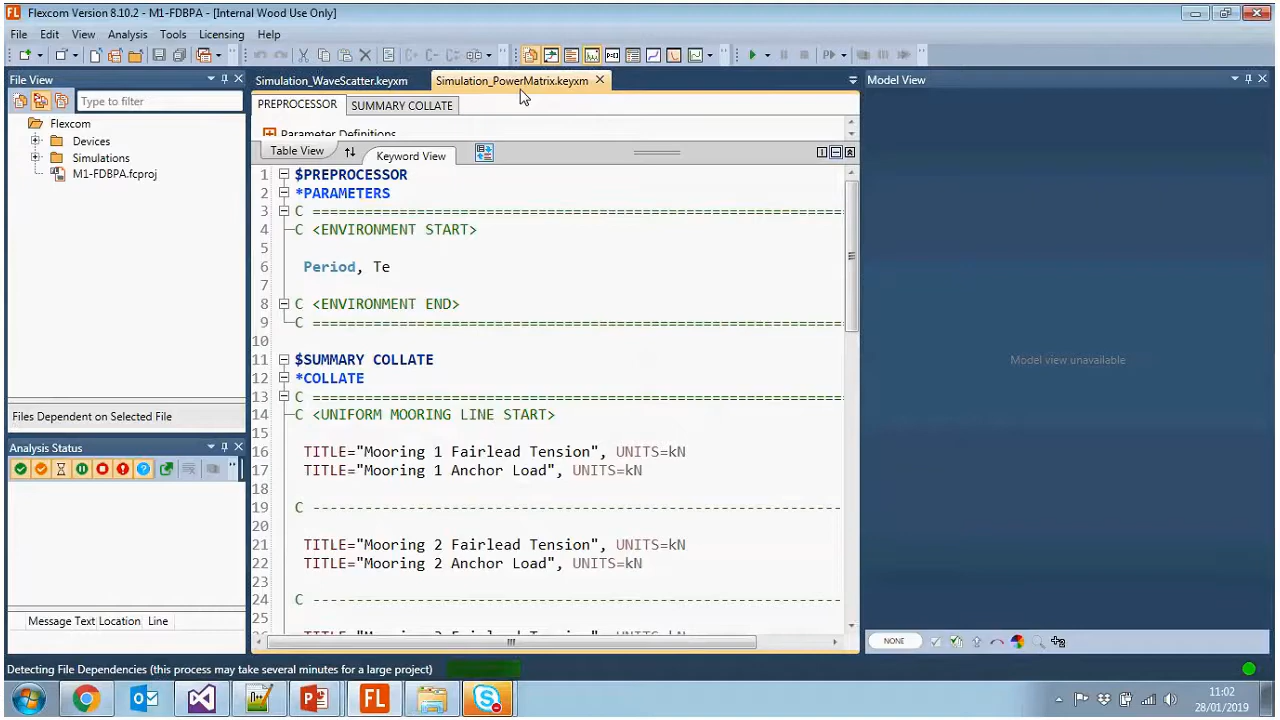 FL Flexcom Version 8.10.2 - M1-FDBPA - [Internal Wood Use Only]
File Edit View Analysis Tools Licensing Help
File View
Type to filter
Flexcom
Devices
Simulations
M1-FDBPA.fcproj
Files Dependent on Selected File
Analysis Status
Message Text Location Line
Simulation_WaveScatter.keyxm Simulation_PowerMatrix.keyxm
PREPROCESSOR SUMMARY COLLATE
Parameter Definitions
Table View Keyword View
1 $PREPROCESSOR
2 *PARAMETERS
3 C =============================================================
4 C <ENVIRONMENT START>
5
6 Period, Te
7
8 C <ENVIRONMENT END>
9 C =============================================================
10
11 $SUMMARY COLLATE
12 *COLLATE
13 C =============================================================
14 C <UNIFORM MOORING LINE START>
15
16 TITLE="Mooring 1 Fairlead Tension", UNITS=kN
17 TITLE="Mooring 1 Anchor Load", UNITS=kN
18
19 C -------------------------------------------------------------
20
21 TITLE="Mooring 2 Fairlead Tension", UNITS=kN
22 TITLE="Mooring 2 Anchor Load", UNITS=kN
23
24 C -------------------------------------------------------------
25
Model View
Model view unavailable
NONE
Detecting File Dependencies (this process may take several minutes for a large project)
FL
11:02
28/01/2019